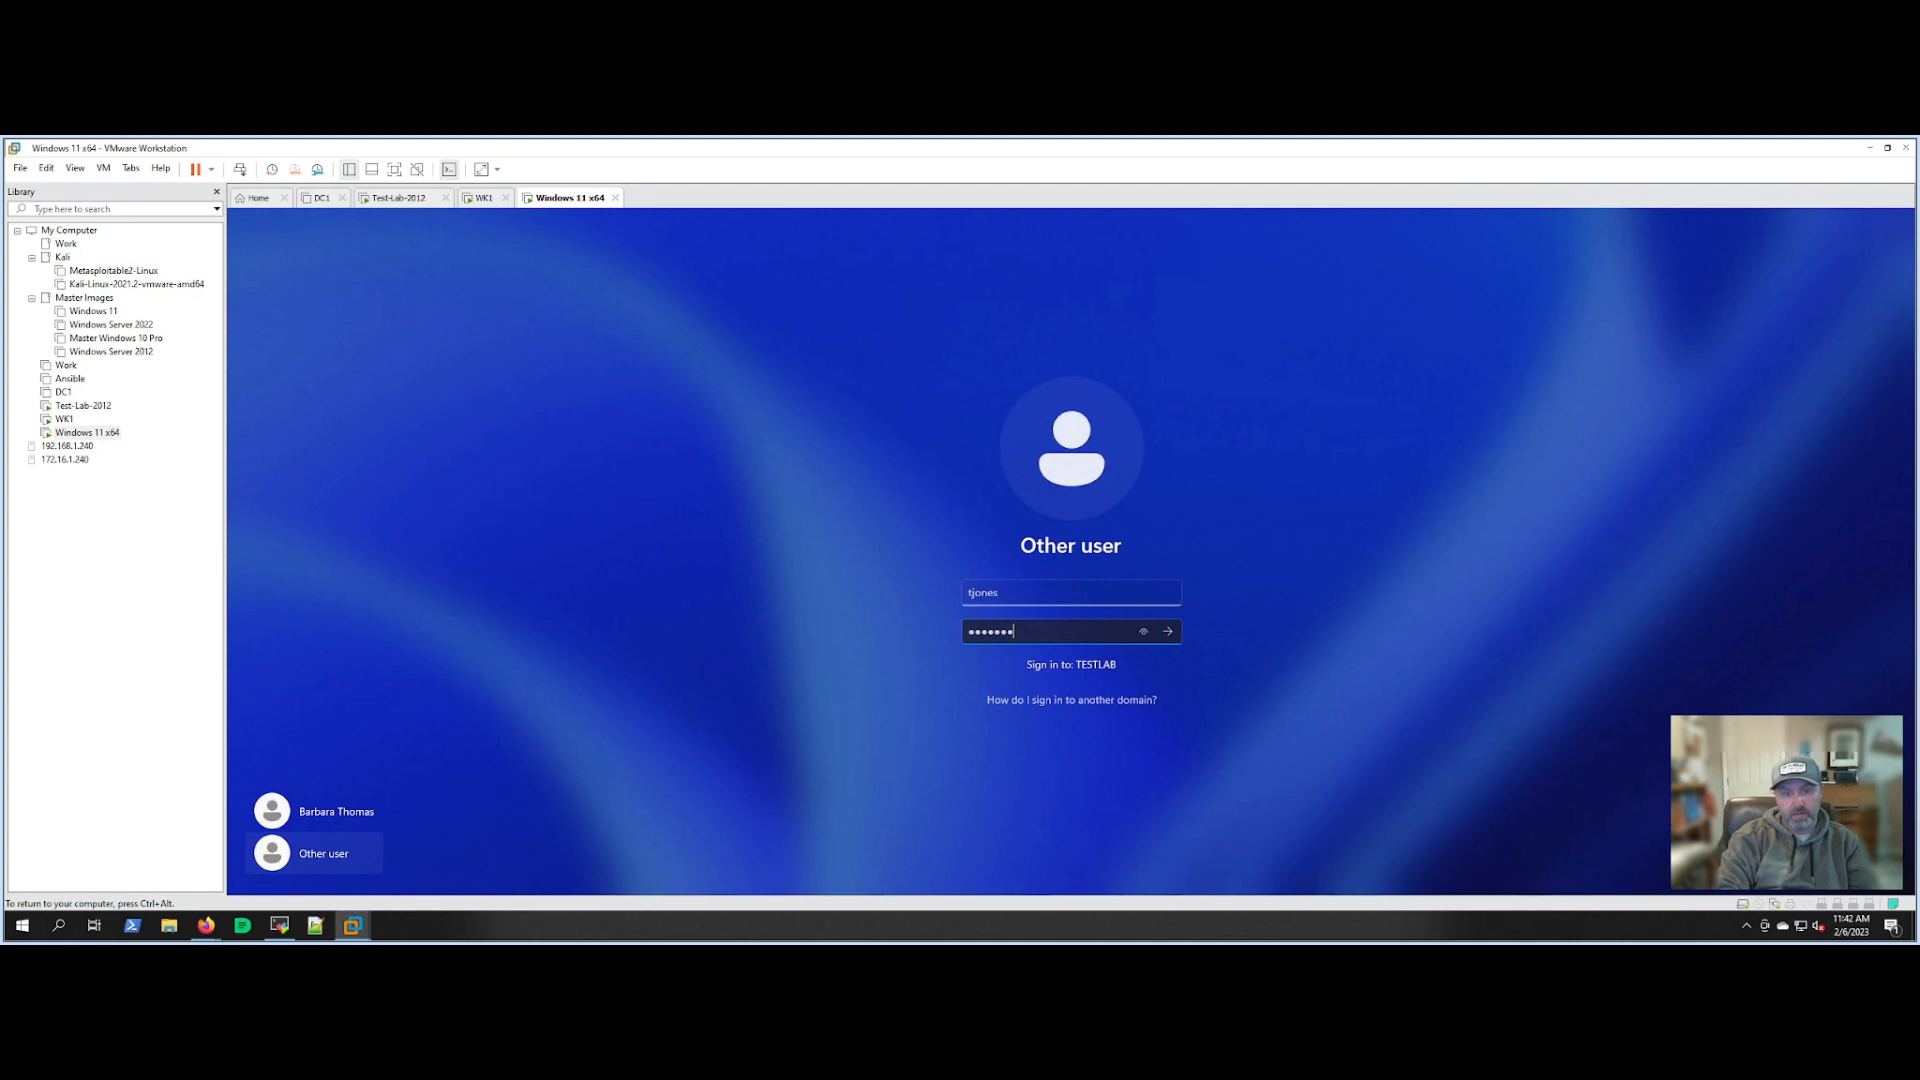 Windows 11 x64 - VMware Workstation
File Edit View VM Tabs Help
Library
Home DC1 Test-Lab-2012 WK1 Windows 11 x64
Type here to search
My Computer
Work
Kali
Metasploitable2-Linux
Kali-Linux-2021.2-vmware-amd64
Master Images
Windows 11
Windows Server 2022
Master Windows 10 Pro
Windows Server 2012
Work
Ansible
DC1
Test-Lab-2012
WK1
Windows 11 x64
192.168.1.240
172.16.1.240
Other user
tjones
Sign in to: TESTLAB
How do I sign in to another domain?
Barbara Thomas
Other user
To return to your computer, press Ctrl+Alt.
11:42 AM
2/6/2023
1